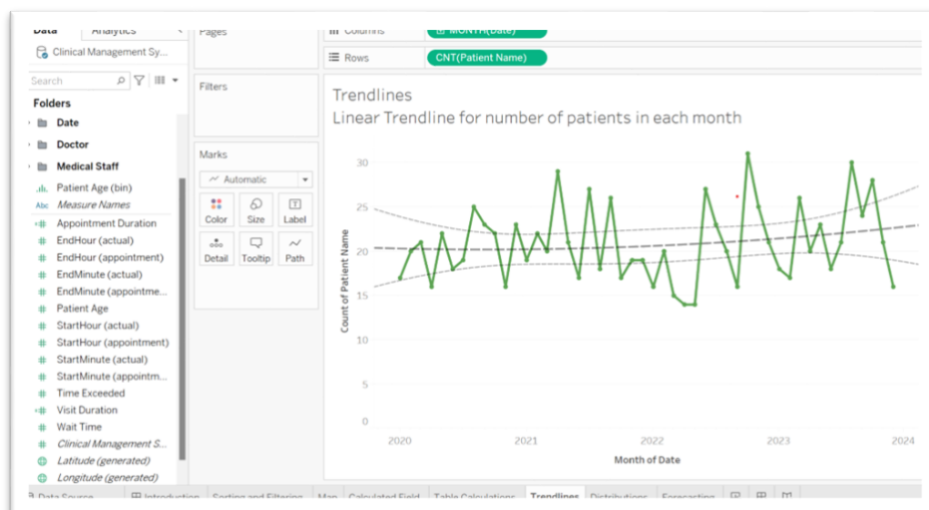 Data Analytics
Clinical Management Sy...
Search
Folders
Date
Doctor
Medical Staff
Patient Age (bin)
Abc Measure Names
Appointment Duration
EndHour (actual)
EndHour (appointment)
EndMinute (actual)
EndMinute (appointme...
Patient Age
StartHour (actual)
StartHour (appointment)
StartMinute (actual)
StartMinute (appointm...
Time Exceeded
Visit Duration
Wait Time
Clinical Management S...
Latitude (generated)
Longitude (generated)
Pages
Filters
Marks
Automatic
Color Size Label
Detail Tooltip Path
Columns MONTH(Date)
Rows CNT(Patient Name)
Trendlines
Linear Trendline for number of patients in each month
Count of Patient Name
30
25
20
15
10
5
0
2020 2021 2022 2023 2024
Month of Date
Data Source Introduction Sorting and Filtering Map Calculated Field Table Calculations Trendlines Distributions Forecasting